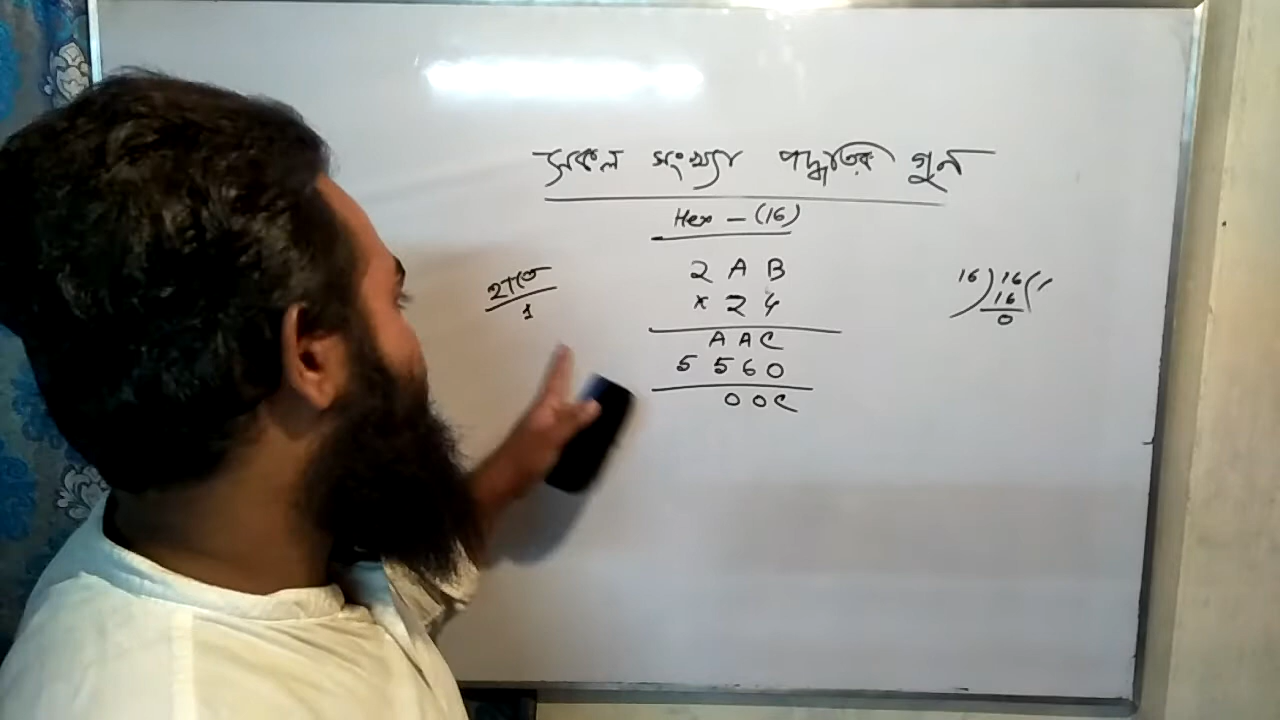 সকল সংখ্যা পদ্ধতির গুন
Hex - (16)
2 A B
× 2 4
A A C
5 5 6 0
0 0 C
হাতে
1
16 ) 16 ( 1
16
0